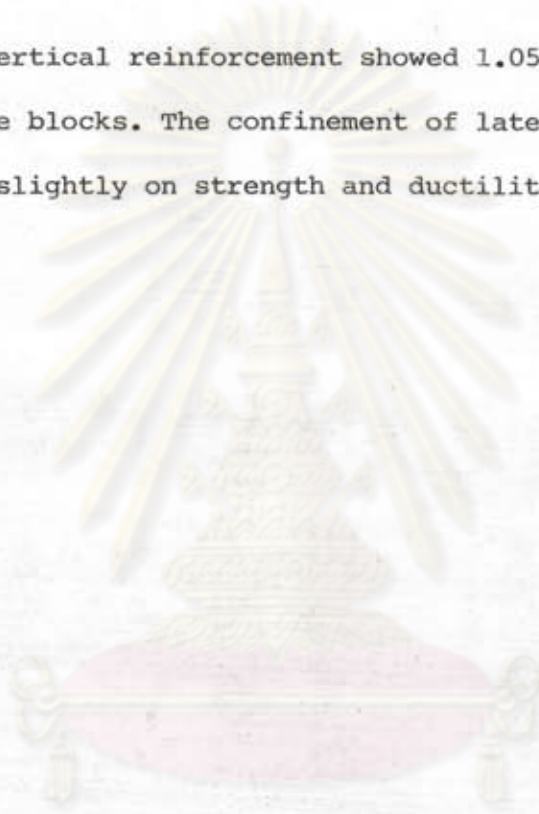 ertical reinforcement showed 1.05
e blocks. The confinement of late
slightly on strength and ductilit